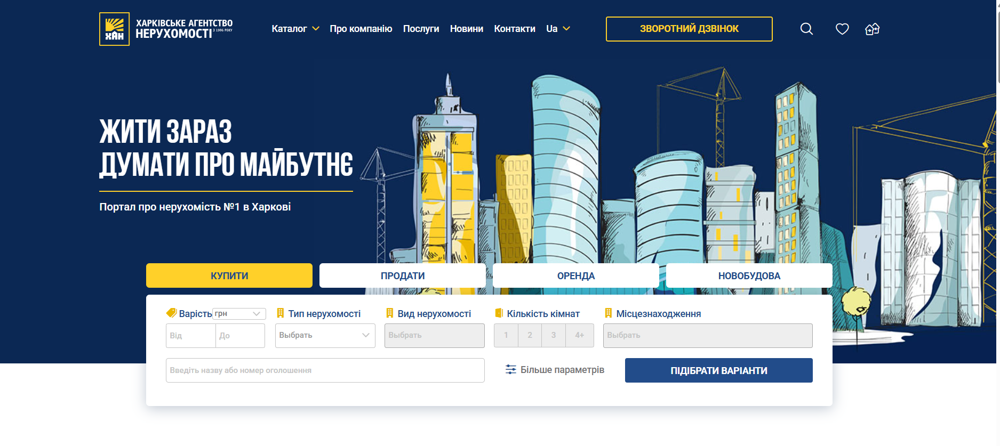 ХАН
ХАРКІВСЬКЕ АГЕНТСТВО
НЕРУХОМОСТІ З 1996 РОКУ
Каталог Про компанію Послуги Новини Контакти Ua
ЗВОРОТНИЙ ДЗВІНОК
ЖИТИ ЗАРАЗ
ДУМАТИ ПРО МАЙБУТНЄ
Портал про нерухомість №1 в Харкові
КУПИТИ ПРОДАТИ ОРЕНДА НОВОБУДОВА
Варість грн Тип нерухомості Вид нерухомості Кількість кімнат Місцезнаходження
Від До Выбрать Выбрать 1 2 3 4+ Выбрать
Введіть назву або номер оголошення Більше параметрів ПІДІБРАТИ ВАРІАНТИ